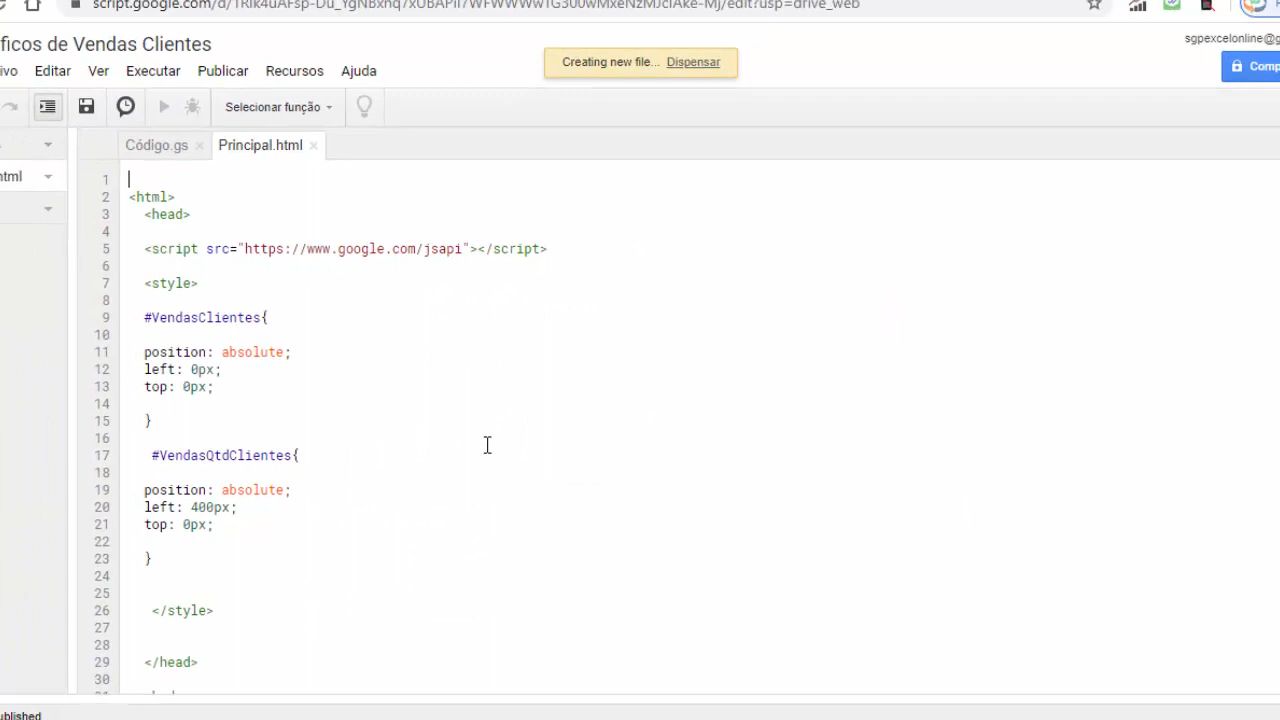 ficos de Vendas Clientes
sgpexcelonline@g
Creating new file... Dispensar
ivo Editar Ver Executar Publicar Recursos Ajuda
Comp
Selecionar função
Código.gs Principal.html
html
1
2 <html>
3 <head>
4
5 <script src="https://www.google.com/jsapi"></script>
6
7 <style>
8
9 #VendasClientes{
10
11 position: absolute;
12 left: 0px;
13 top: 0px;
14
15 }
16
17 #VendasQtdClientes{
18
19 position: absolute;
20 left: 400px;
21 top: 0px;
22
23 }
24
25
26 </style>
27
28
29 </head>
30
ublished